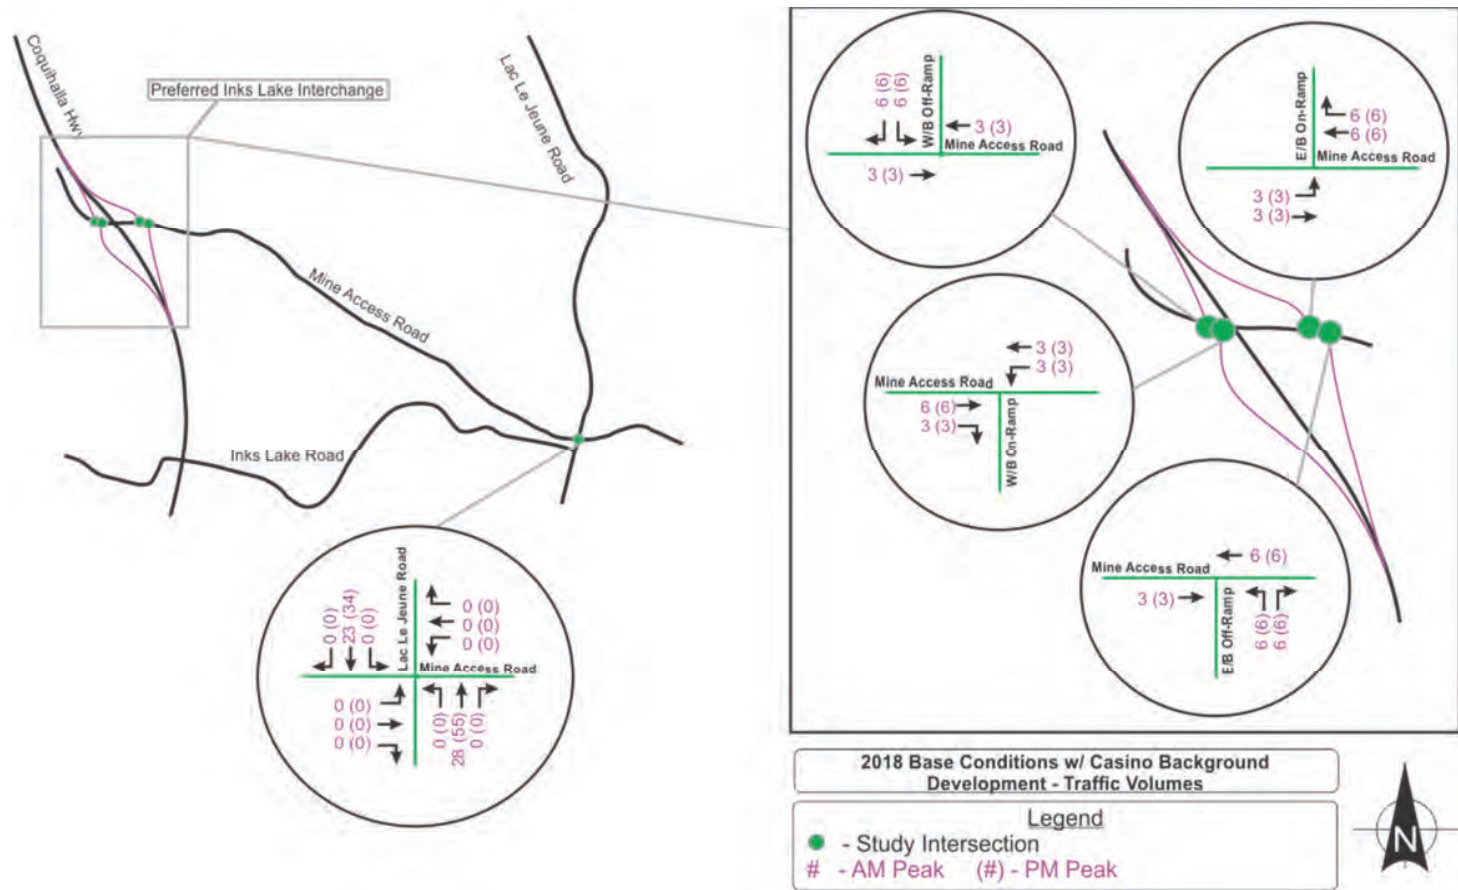 Coquihalla Hwy
Preferred Inks Lake Interchange
Lac Le Jeune Road
Mine Access Road
Inks Lake Road
0 (0)
23 (34)
0 (0)
Lac Le Jeune Road
0 (0)
0 (0)
0 (0)
Mine Access Road
0 (0)
0 (0)
0 (0)
0 (0)
28 (55)
0 (0)
6 (6)
6 (6)
W/B Off-Ramp
3 (3)
Mine Access Road
3 (3)
E/B On-Ramp
6 (6)
6 (6)
Mine Access Road
3 (3)
3 (3)
3 (3)
3 (3)
Mine Access Road
6 (6)
3 (3)
W/B On-Ramp
6 (6)
Mine Access Road
3 (3)
E/B Off-Ramp
6 (6)
6 (6)
2018 Base Conditions w/ Casino Background
Development - Traffic Volumes
Legend
- Study Intersection
# - AM Peak (#) - PM Peak
N